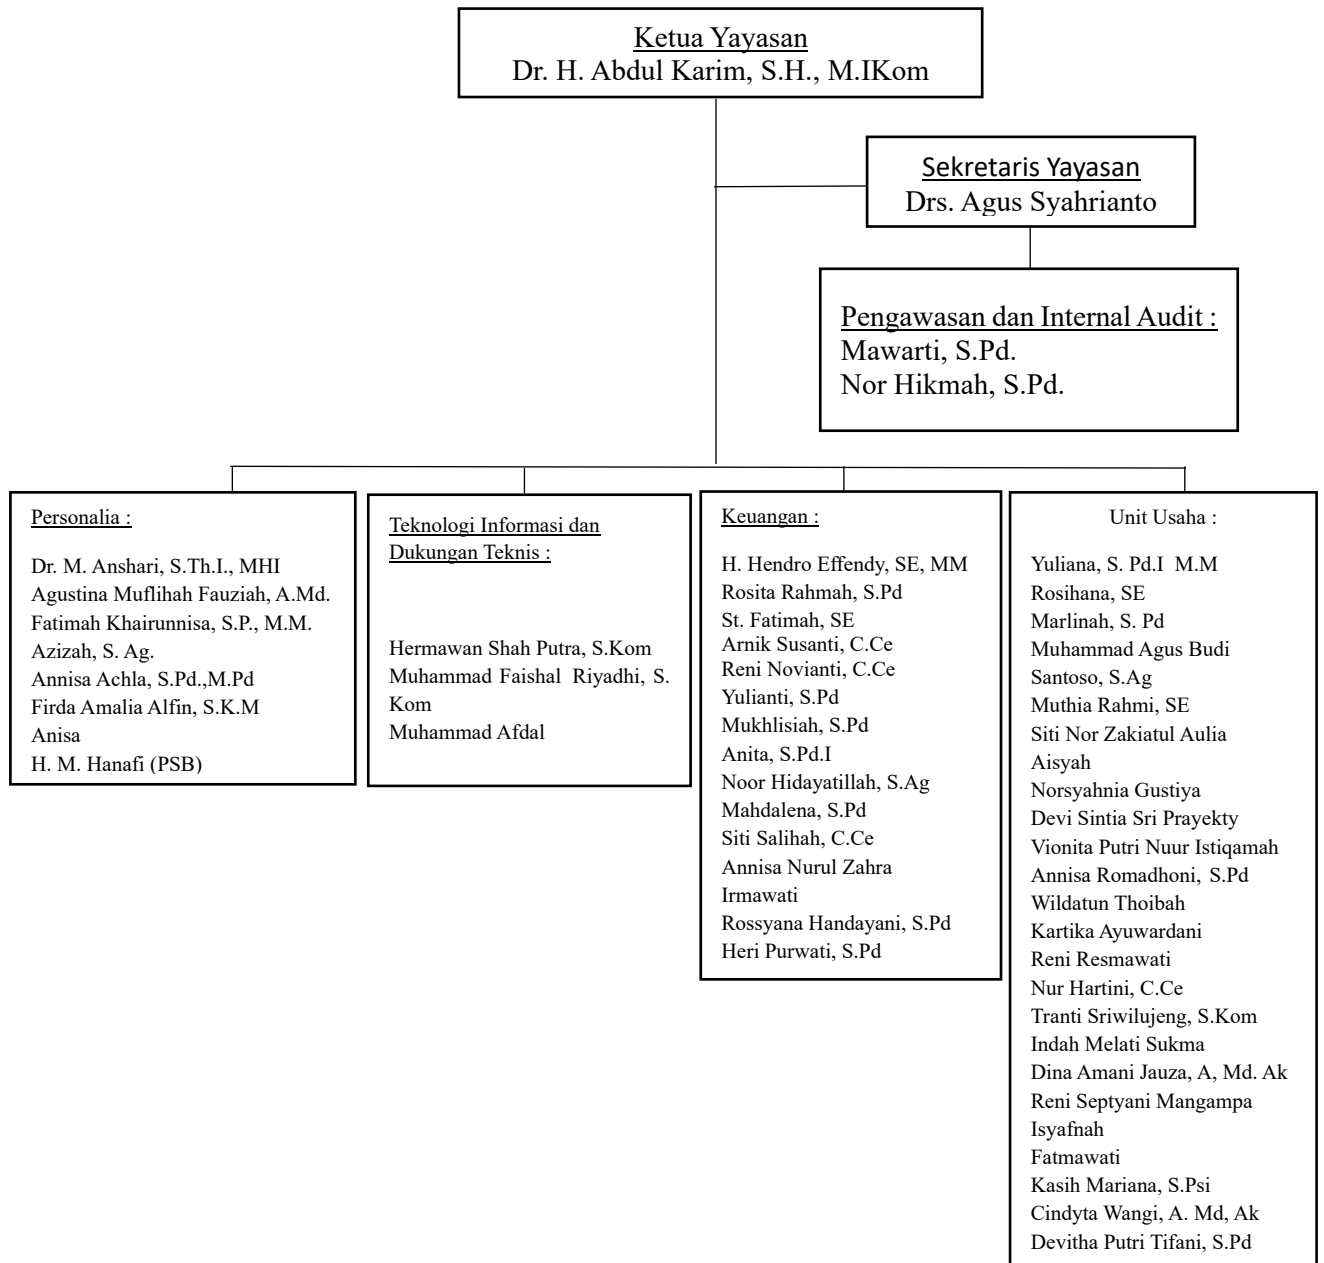 Ketua Yayasan
Dr. H. Abdul Karim, S.H., M.IKom
Sekretaris Yayasan
Drs. Agus Syahrianto
Pengawasan dan Internal Audit :
Mawarti, S.Pd.
Nor Hikmah, S.Pd.
Personalia :
Dr. M. Anshari, S.Th.I., MHI
Agustina Muflihah Fauziah, A.Md.
Fatimah Khairunnisa, S.P., M.M.
Azizah, S. Ag.
Annisa Achla, S.Pd.,M.Pd
Firda Amalia Alfin, S.K.M
Anisa
H. M. Hanafi (PSB)
Teknologi Informasi dan
Dukungan Teknis :
Hermawan Shah Putra, S.Kom
Muhammad Faishal Riyadhi, S.
Kom
Muhammad Afdal
Keuangan :
H. Hendro Effendy, SE, MM
Rosita Rahmah, S.Pd
St. Fatimah, SE
Arnik Susanti, C.Ce
Reni Novianti, C.Ce
Yulianti, S.Pd
Mukhlisiah, S.Pd
Anita, S.Pd.I
Noor Hidayatillah, S.Ag
Mahdalena, S.Pd
Siti Salihah, C.Ce
Annisa Nurul Zahra
Irmawati
Rossyana Handayani, S.Pd
Heri Purwati, S.Pd
Unit Usaha :
Yuliana, S. Pd.I M.M
Rosihana, SE
Marlinah, S. Pd
Muhammad Agus Budi
Santoso, S.Ag
Muthia Rahmi, SE
Siti Nor Zakiatul Aulia
Aisyah
Norsyahnia Gustiya
Devi Sintia Sri Prayekty
Vionita Putri Nuur Istiqamah
Annisa Romadhoni, S.Pd
Wildatun Thoibah
Kartika Ayuwardani
Reni Resmawati
Nur Hartini, C.Ce
Tranti Sriwilujeng, S.Kom
Indah Melati Sukma
Dina Amani Jauza, A, Md. Ak
Reni Septyani Mangampa
Isyafnah
Fatmawati
Kasih Mariana, S.Psi
Cindyta Wangi, A. Md, Ak
Devitha Putri Tifani, S.Pd